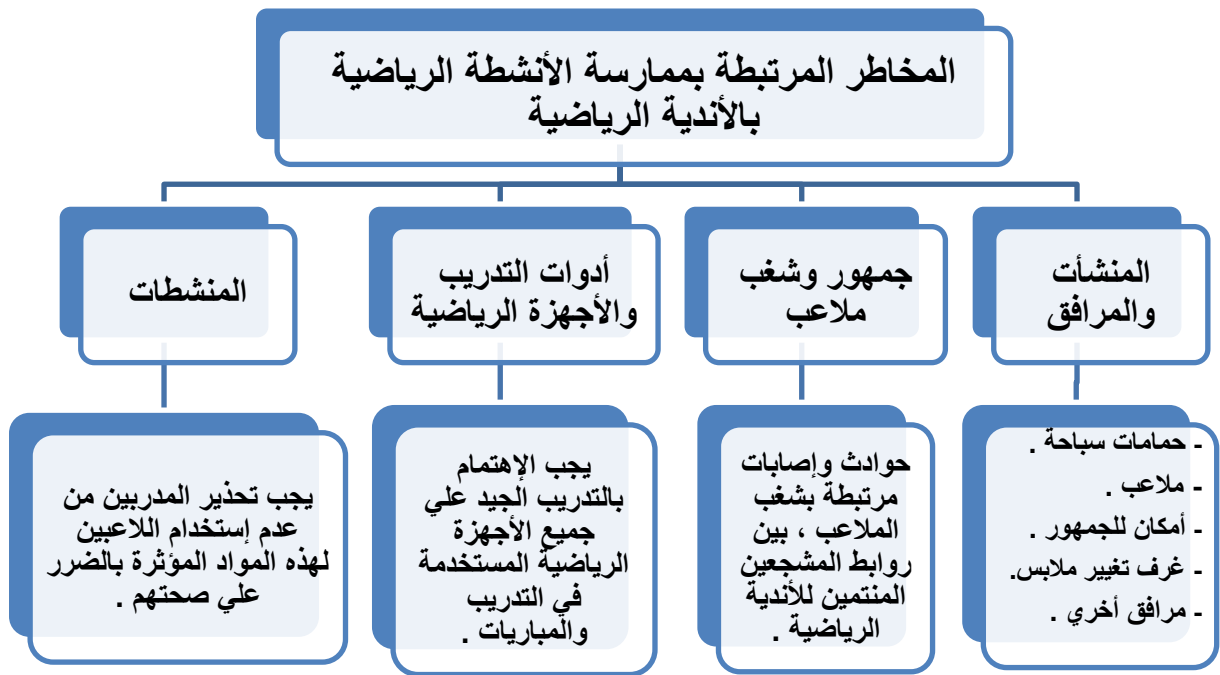 المخاطر المرتبطة بممارسة الأنشطة الرياضية
بالأندية الرياضية
المنشأت
والمرافق
جمهور وشغب
ملاعب
أدوات التدريب
والأجهزة الرياضية
المنشطات
- حمامات سباحة .
- ملاعب .
- أمكان للجمهور .
- غرف تغيير ملابس.
- مرافق أخري .
حوادث وإصابات
مرتبطة بشغب
الملاعب ، بين
روابط المشجعين
المنتمين للأندية
الرياضية .
يجب الإهتمام
بالتدريب الجيد علي
جميع الأجهزة
الرياضية المستخدمة
في التدريب
والمباريات .
يجب تحذير المدربين من
عدم إستخدام اللاعبين
لهذه المواد المؤثرة بالضرر
علي صحتهم .